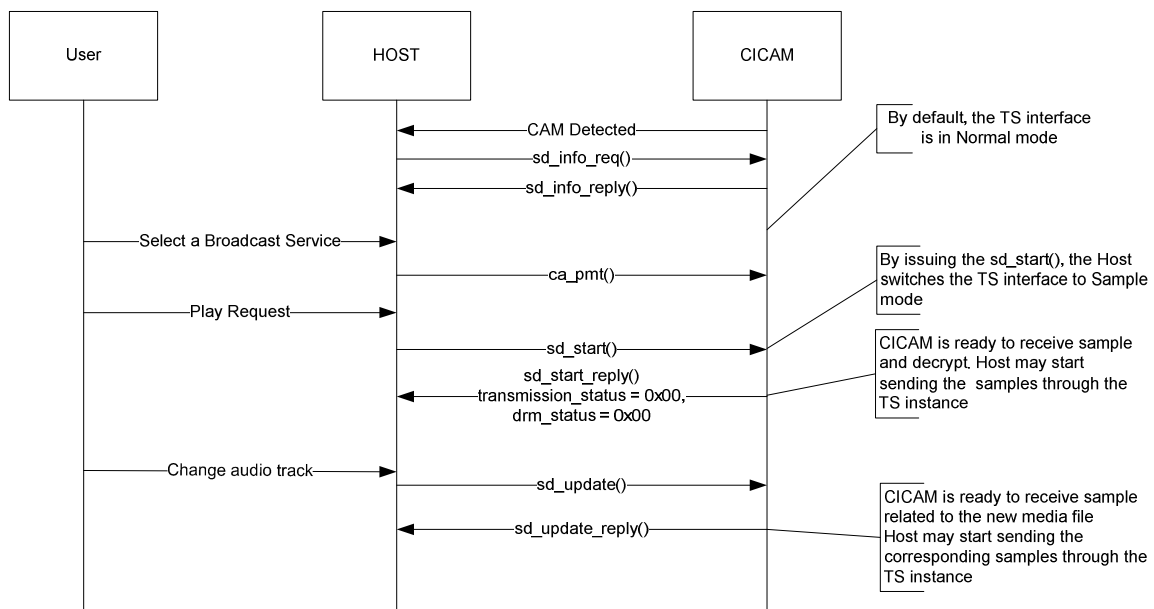 User
HOST
CICAM
CAM Detected
By default, the TS interface
is in Normal mode
sd_info_req()
sd_info_reply()
Select a Broadcast Service
ca_pmt()
By issuing the sd_start(), the Host
switches the TS interface to Sample
mode
Play Request
sd_start()
CICAM is ready to receive sample
and decrypt. Host may start
sending the samples through the
TS instance
sd_start_reply()
transmission_status = 0x00,
drm_status = 0x00
Change audio track
sd_update()
CICAM is ready to receive sample
related to the new media file
Host may start sending the
corresponding samples through the
TS instance
sd_update_reply()